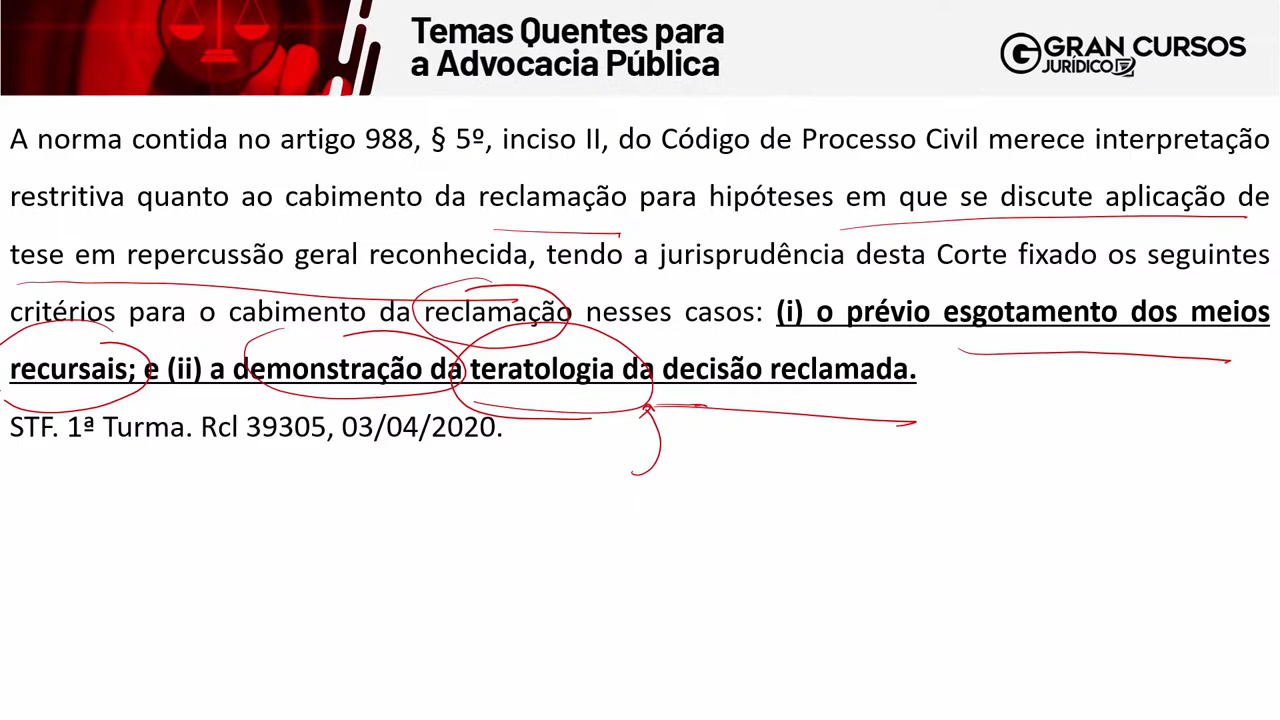 Temas Quentes para
a Advocacia Pública
GRAN CURSOS
JURÍDICO
A norma contida no artigo 988, § 5º, inciso II, do Código de Processo Civil merece interpretação
restritiva quanto ao cabimento da reclamação para hipóteses em que se discute aplicação de
tese em repercussão geral reconhecida, tendo a jurisprudência desta Corte fixado os seguintes
critérios para o cabimento da reclamação nesses casos: (i) o prévio esgotamento dos meios
recursais; e (ii) a demonstração da teratologia da decisão reclamada.
STF. 1ª Turma. Rcl 39305, 03/04/2020.